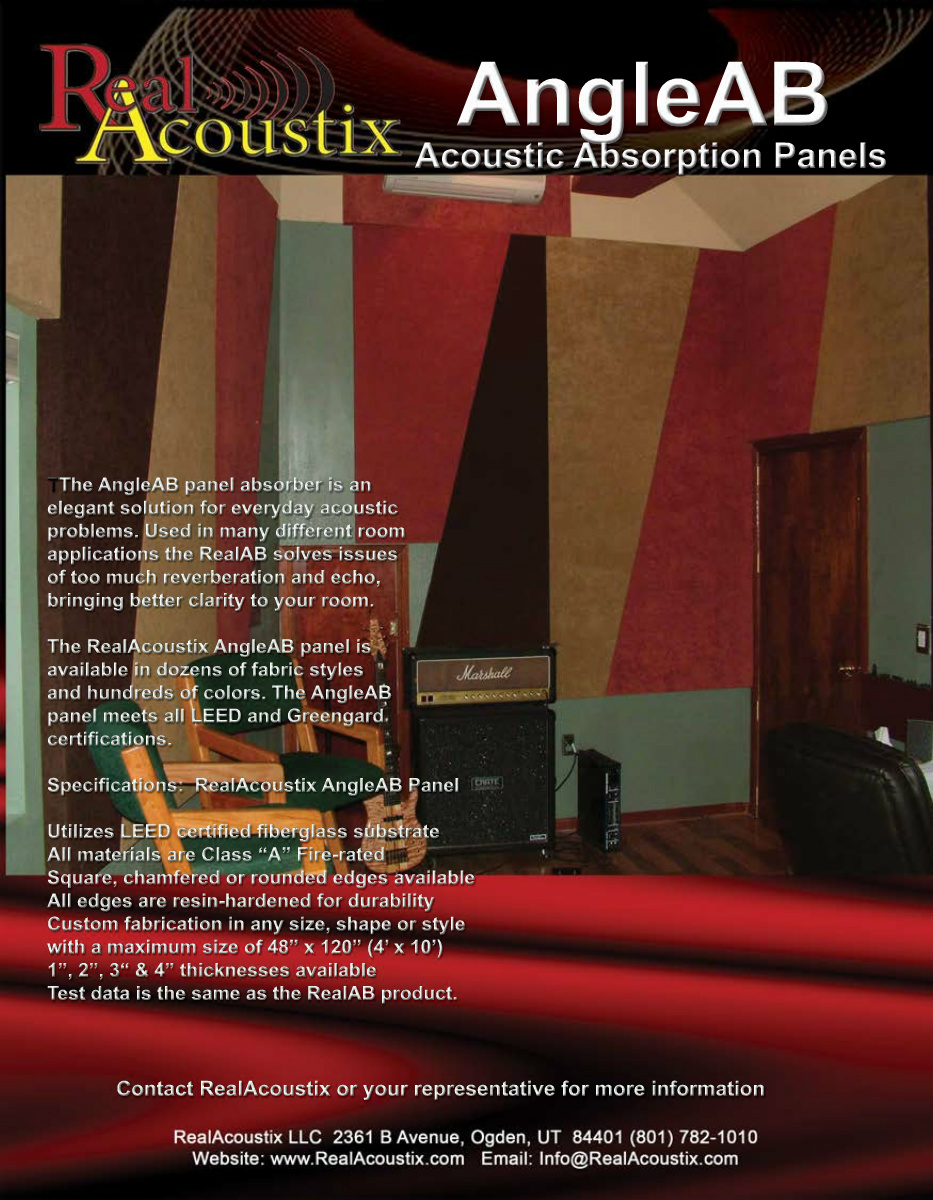 Real
Acoustix
AngleAB
Acoustic Absorption Panels
TThe AngleAB panel absorber is an
elegant solution for everyday acoustic
problems. Used in many different room
applications the RealAB solves issues
of too much reverberation and echo,
bringing better clarity to your room.
The RealAcoustix AngleAB panel is
available in dozens of fabric styles
and hundreds of colors. The AngleAB
panel meets all LEED and Greengard
certifications.
Marshall
CRATE
Specifications:  RealAcoustix AngleAB Panel
Utilizes LEED certified fiberglass substrate
All materials are Class “A” Fire-rated
Square, chamfered or rounded edges available
All edges are resin-hardened for durability
Custom fabrication in any size, shape or style
with a maximum size of 48” x 120” (4’ x 10’)
1”, 2”, 3“ & 4” thicknesses available
Test data is the same as the RealAB product.
Contact RealAcoustix or your representative for more information
RealAcoustix LLC  2361 B Avenue, Ogden, UT  84401 (801) 782-1010
Website: www.RealAcoustix.com   Email: Info@RealAcoustix.com